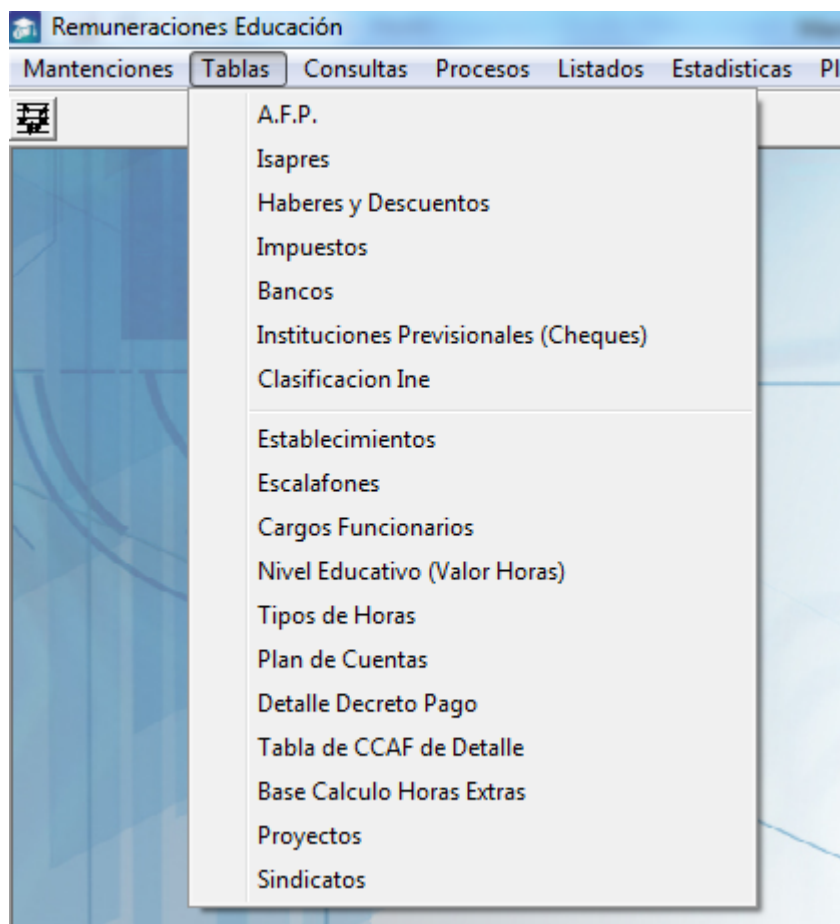 Remuneraciones Educación
Mantenciones Tablas Consultas Procesos Listados Estadisticas Pl
A.F.P.
Isapres
Haberes y Descuentos
Impuestos
Bancos
Instituciones Previsionales (Cheques)
Clasificacion Ine
Establecimientos
Escalafones
Cargos Funcionarios
Nivel Educativo (Valor Horas)
Tipos de Horas
Plan de Cuentas
Detalle Decreto Pago
Tabla de CCAF de Detalle
Base Calculo Horas Extras
Proyectos
Sindicatos